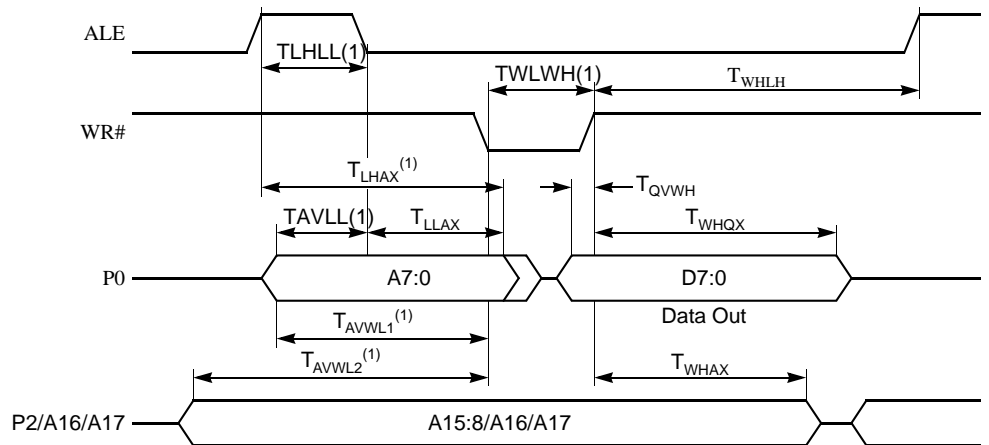 ALE
TLHLL(1)
TWLWH(1)
TWHLH
WR#
TLHAX(1)
TQVWH
TAVLL(1)
TLLAX
TWHQX
P0
A7:0
D7:0
TAVWL1(1)
Data Out
TAVWL2(1)
TWHAX
P2/A16/A17
A15:8/A16/A17